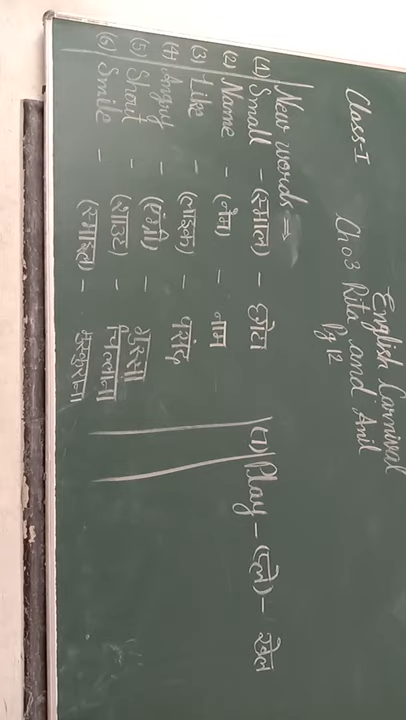 English Carnival
Class-I Ch 03 Rita and Anil
Pg 12
New words ⇒
(1) Small - (स्माल) - छोटा
(2) Name - (नेम) - नाम
(3) Like - (लाइक) - पसंद
(4) Angry - (एंग्री) - गुस्सा
(5) Shout - (शाउट) - चिल्लाना
(6) Smile - (स्माइल) - मुस्कुराना
(7) Play - (प्ले) - खेल